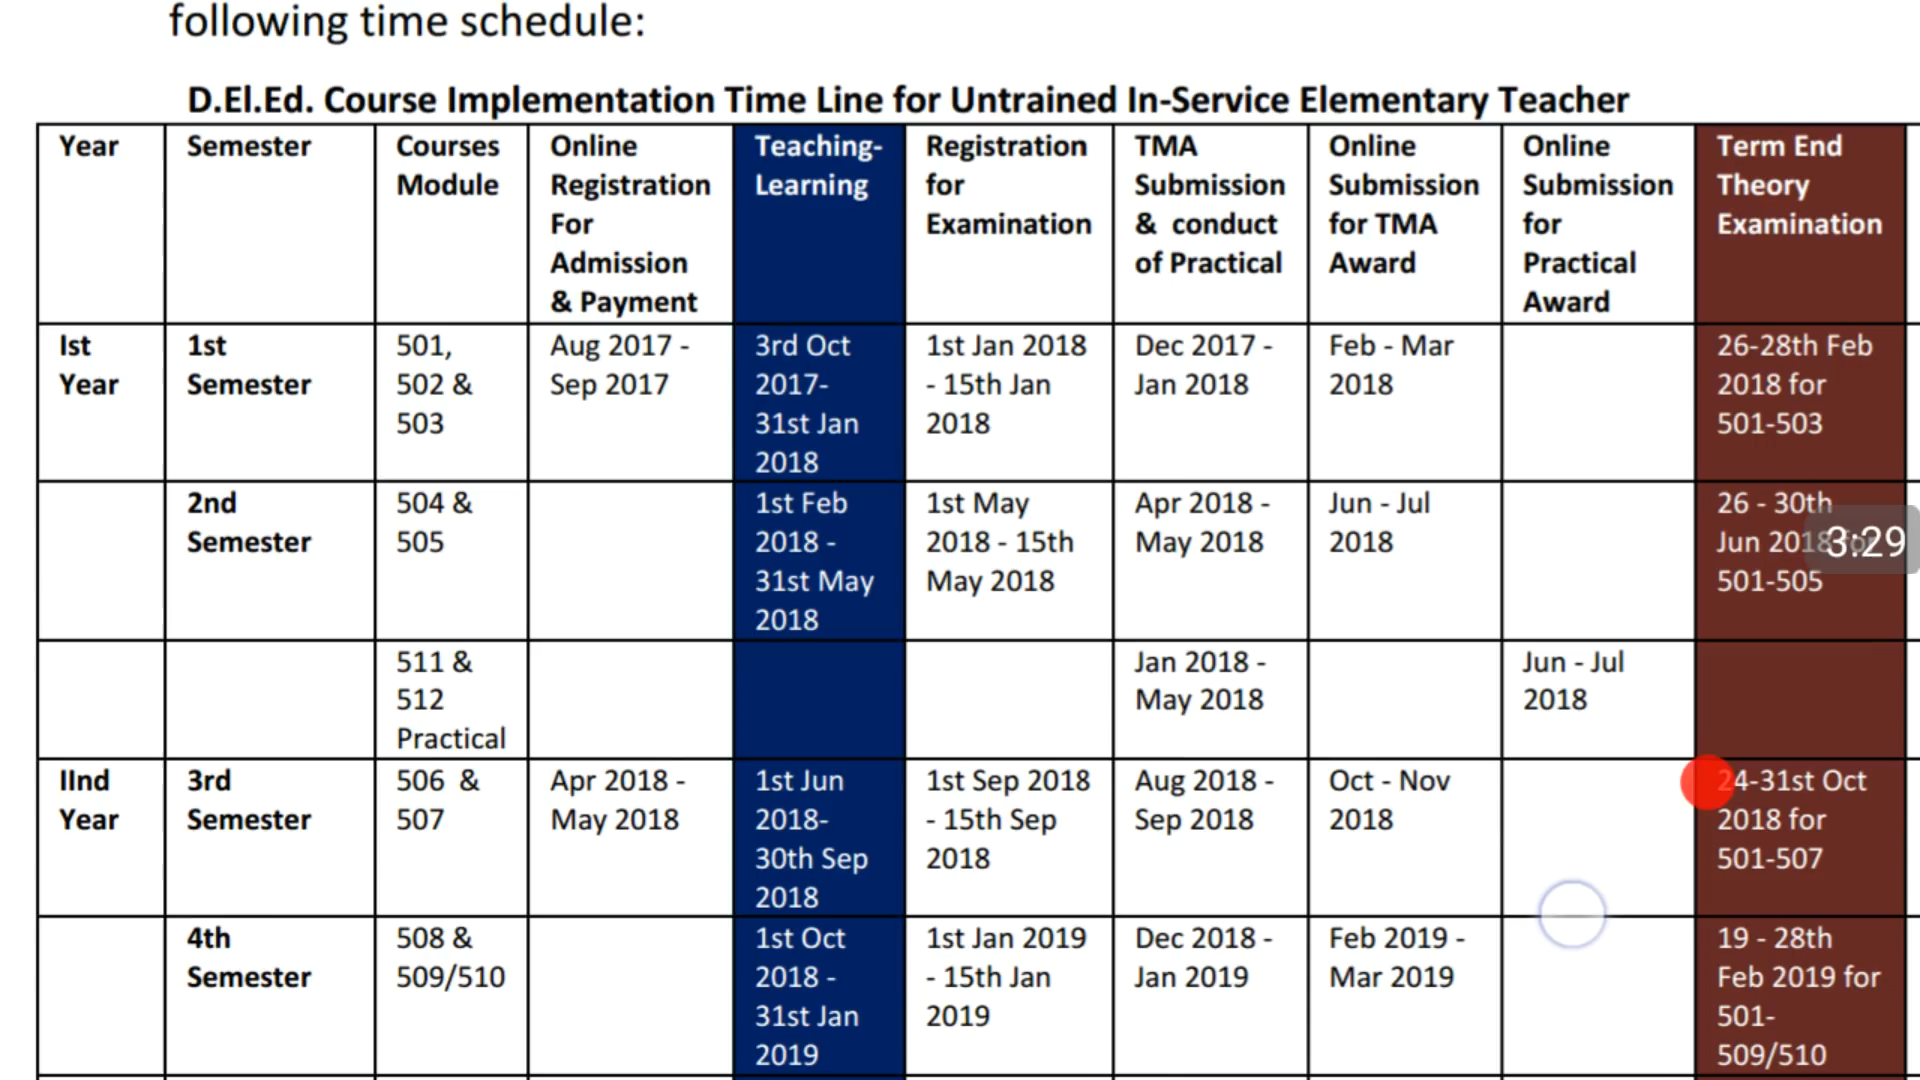 following time schedule:
D.El.Ed. Course Implementation Time Line for Untrained In-Service Elementary Teacher
Year
Semester
Courses
Module
Online
Registration
For
Admission
& Payment
Teaching-
Learning
Registration
for
Examination
TMA
Submission
& conduct
of Practical
Online
Submission
for TMA
Award
Online
Submission
for
Practical
Award
Term End
Theory
Examination
Ist
Year
1st
Semester
501,
502 &
503
Aug 2017 -
Sep 2017
3rd Oct
2017-
31st Jan
2018
1st Jan 2018
- 15th Jan
2018
Dec 2017 -
Jan 2018
Feb - Mar
2018
26-28th Feb
2018 for
501-503
2nd
Semester
504 &
505
1st Feb
2018 -
31st May
2018
1st May
2018 - 15th
May 2018
Apr 2018 -
May 2018
Jun - Jul
2018
26 - 30th
Jun 2018 for
501-505
3:29
511 &
512
Practical
Jan 2018 -
May 2018
Jun - Jul
2018
IInd
Year
3rd
Semester
506 &
507
Apr 2018 -
May 2018
1st Jun
2018-
30th Sep
2018
1st Sep 2018
- 15th Sep
2018
Aug 2018 -
Sep 2018
Oct - Nov
2018
24-31st Oct
2018 for
501-507
4th
Semester
508 &
509/510
1st Oct
2018 -
31st Jan
2019
1st Jan 2019
- 15th Jan
2019
Dec 2018 -
Jan 2019
Feb 2019 -
Mar 2019
19 - 28th
Feb 2019 for
501-
509/510